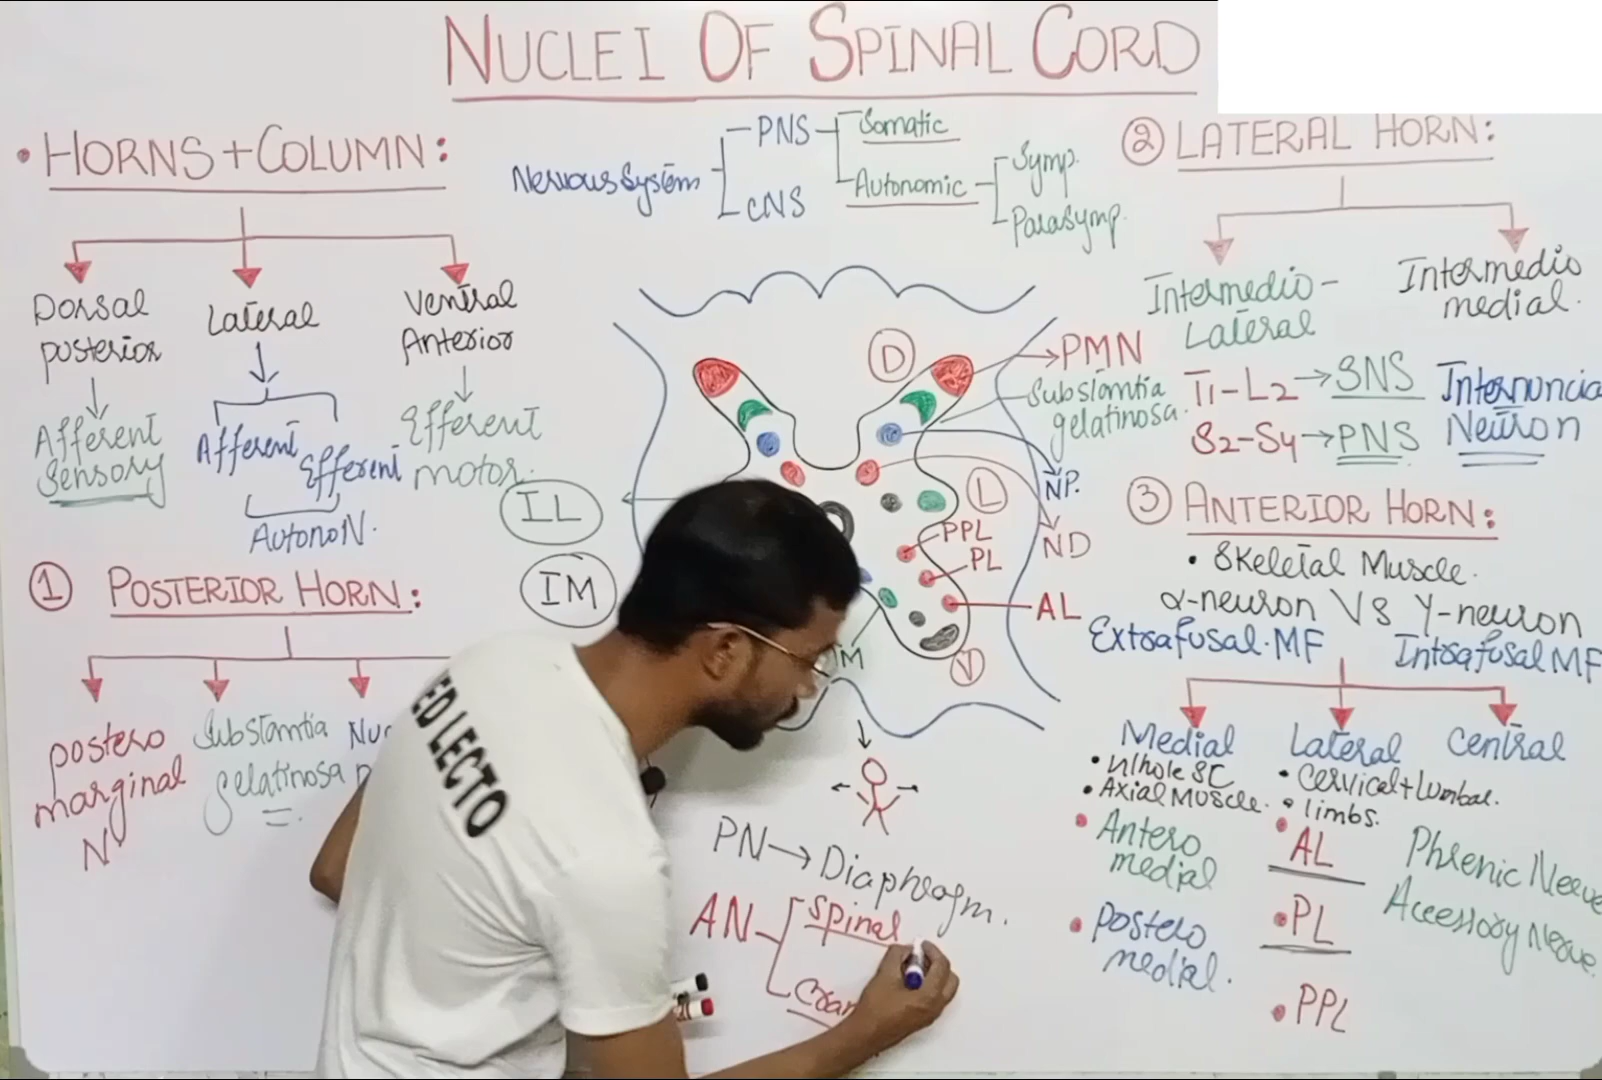 NUCLEI OF SPINAL CORD
• HORNS+COLUMN:
Dorsal
posterior
Afferent
Sensory
Lateral
Afferent
Efferent
AutonoN.
Ventral
Anterior
Efferent
motor.
① POSTERIOR HORN:
postero
marginal
N
Substantia
gelatinosa
Nervous System
PNS
CNS
Somatic
Autonomic
Symp.
Parasymp.
D
PMN
Substantia
gelatinosa.
NP.
ND
L
PPL
PL
AL
V
M
IL
IM
PN→Diaphragm.
AN
Spinal
② LATERAL HORN:
Intermedio-
Lateral
T1-L2→SNS
S2-S4→PNS
Intermedio
medial.
Internuncia
Neuron
③ ANTERIOR HORN:
• Skeletal Muscle.
α-neuron VS γ-neuron
Extrafusal.MF
Intrafusal MF
Medial
• Whole SC
• Axial Muscle.
• Antero
medial
• Postero
medial.
Lateral
• Cervical+Lumbar.
• limbs.
• AL
• PL
• PPL
Central
Phrenic Nerve
Accessory Nerve.
ED LECTO